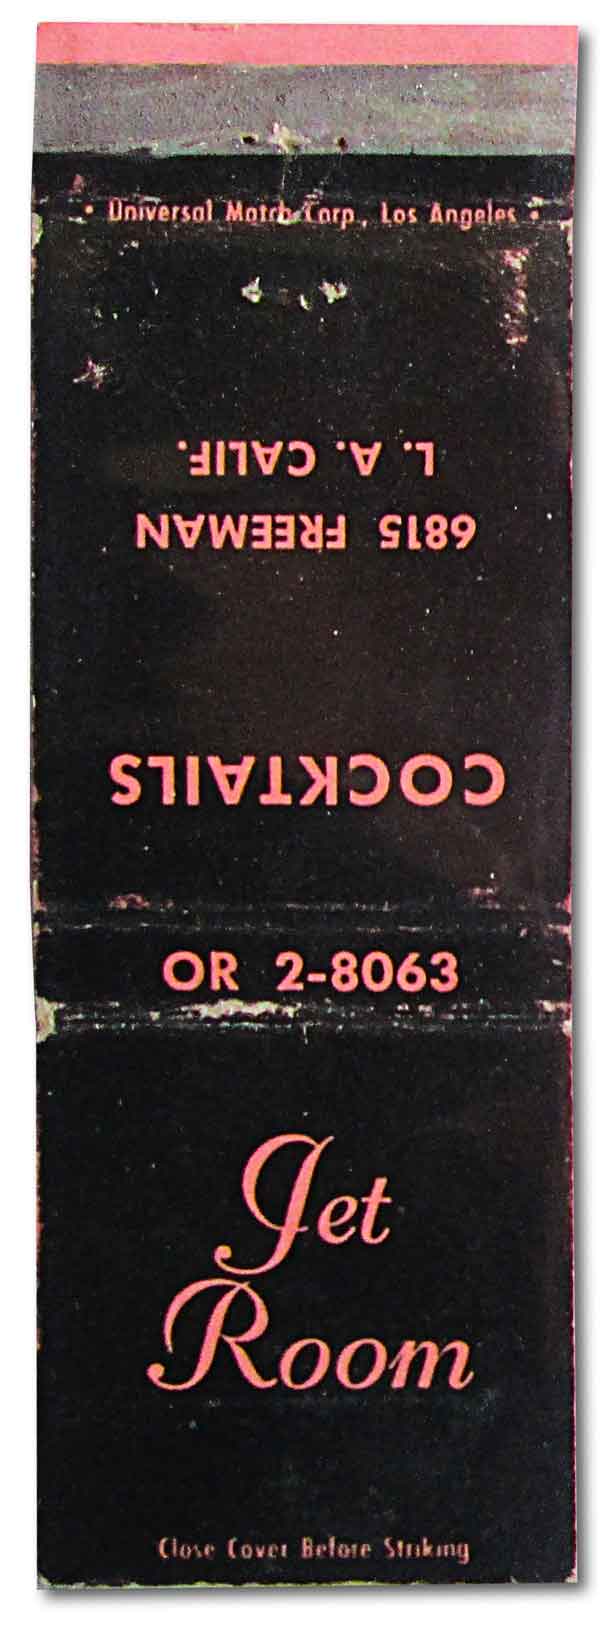 • Universal Match Corp., Los Angeles •
L. A. CALIF.
6815 FREEMAN
COCKTAILS
OR 2-8063
Jet
Room
Close Cover Before Striking